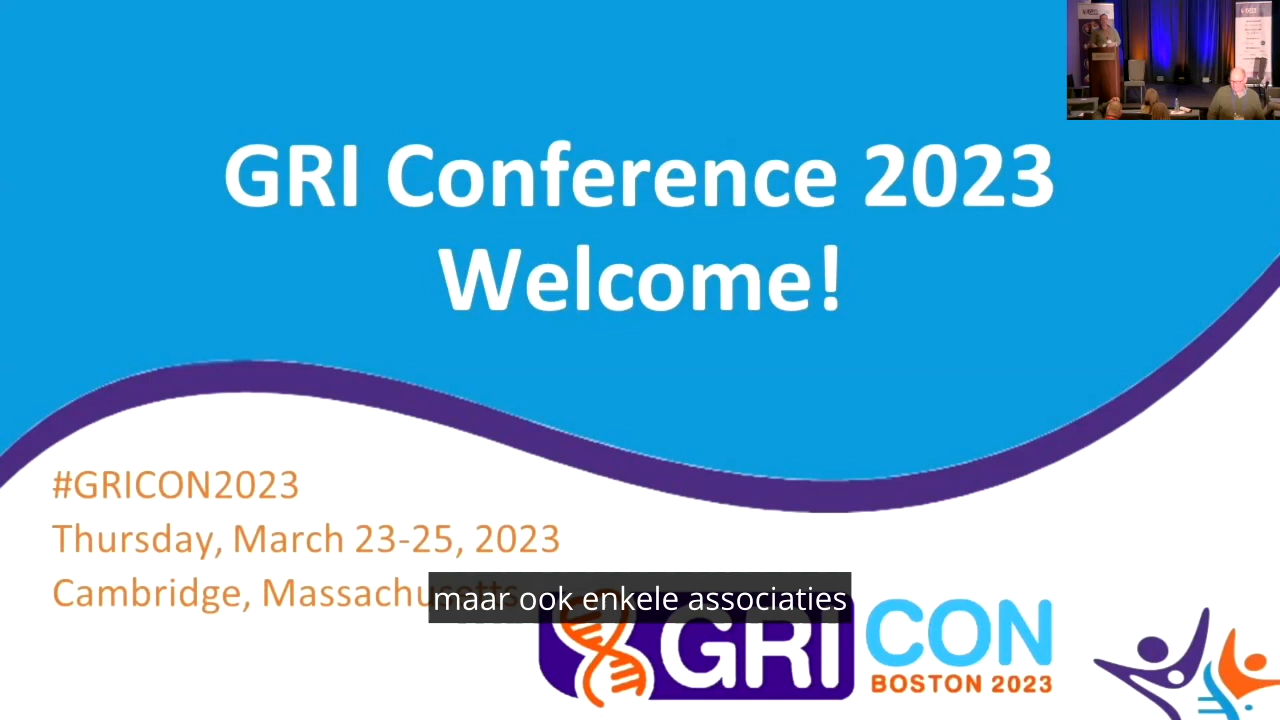 GRI Conference 2023
Welcome!
#GRICON2023
Thursday, March 23-25, 2023
Cambridge,
maar ook enkele associaties
GRI CON
BOSTON 2023